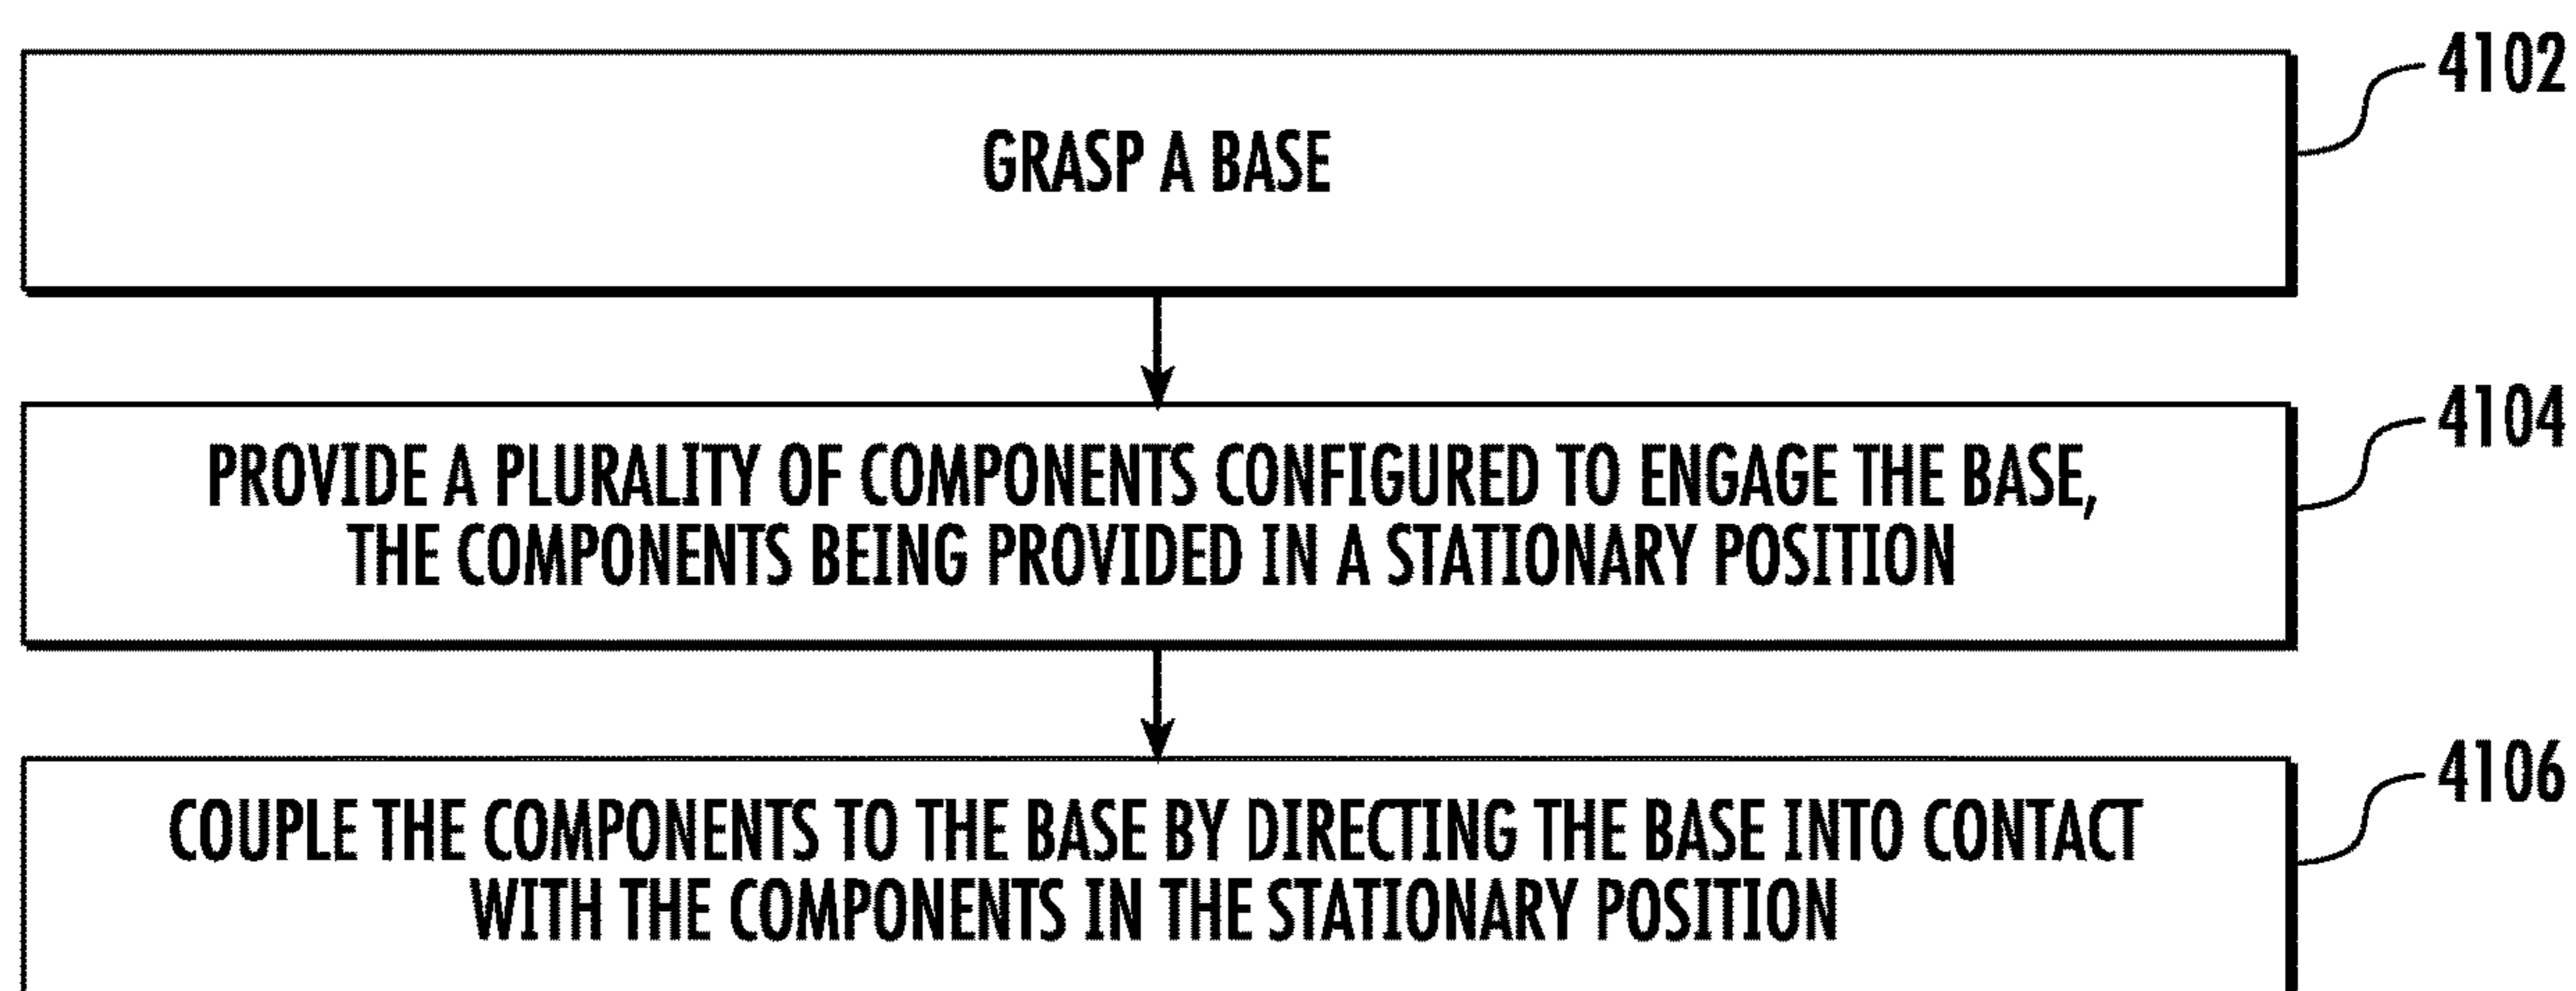 4102
GRASP A BASE
4104
PROVIDE A PLURALITY OF COMPONENTS CONFIGURED TO ENGAGE THE BASE,
THE COMPONENTS BEING PROVIDED IN A STATIONARY POSITION
4106
COUPLE THE COMPONENTS TO THE BASE BY DIRECTING THE BASE INTO CONTACT
WITH THE COMPONENTS IN THE STATIONARY POSITION